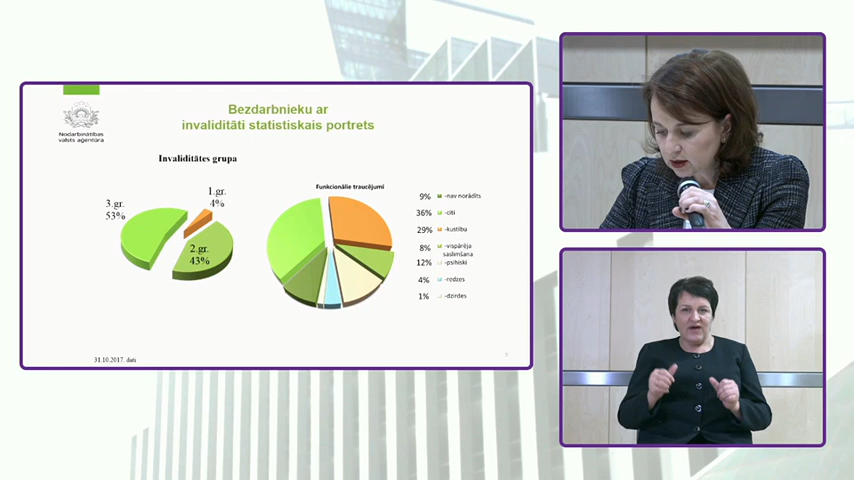 Bezdarbnieku ar
invaliditāti statistiskais portrets
Nodarbinātības
valsts aģentūra
Invaliditātes grupa
1.gr.
4%
3.gr.
53%
2.gr.
43%
Funkcionālie traucējumi
9% -nav norādīts
36% -citi
29% -kustību
8% -vispārēja
saslimšana
12% -psihiski
4% -redzes
1% -dzirdes
31.10.2017. dati